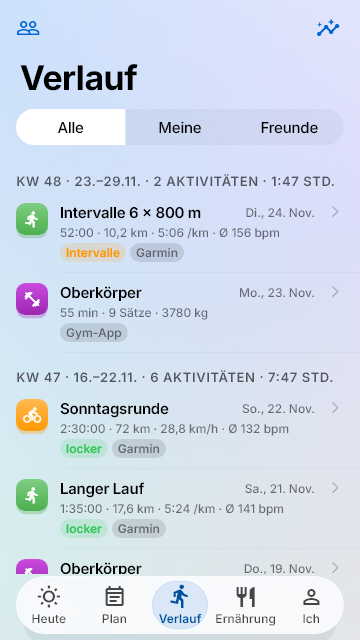 Verlauf
Alle Meine Freunde
KW 48 · 23.–29.11. · 2 AKTIVITÄTEN · 1:47 STD.
Intervalle 6 × 800 m Di., 24. Nov.
52:00 · 10,2 km · 5:06 /km · Ø 156 bpm
Intervalle Garmin
Oberkörper Mo., 23. Nov.
55 min · 9 Sätze · 3780 kg
Gym-App
KW 47 · 16.–22.11. · 6 AKTIVITÄTEN · 7:47 STD.
Sonntagsrunde So., 22. Nov.
2:30:00 · 72 km · 28,8 km/h · Ø 132 bpm
locker Garmin
Langer Lauf Sa., 21. Nov.
1:35:00 · 17,6 km · 5:24 /km · Ø 141 bpm
locker Garmin
Oberkörper Do., 19. Nov.
Heute Plan Verlauf Ernährung Ich